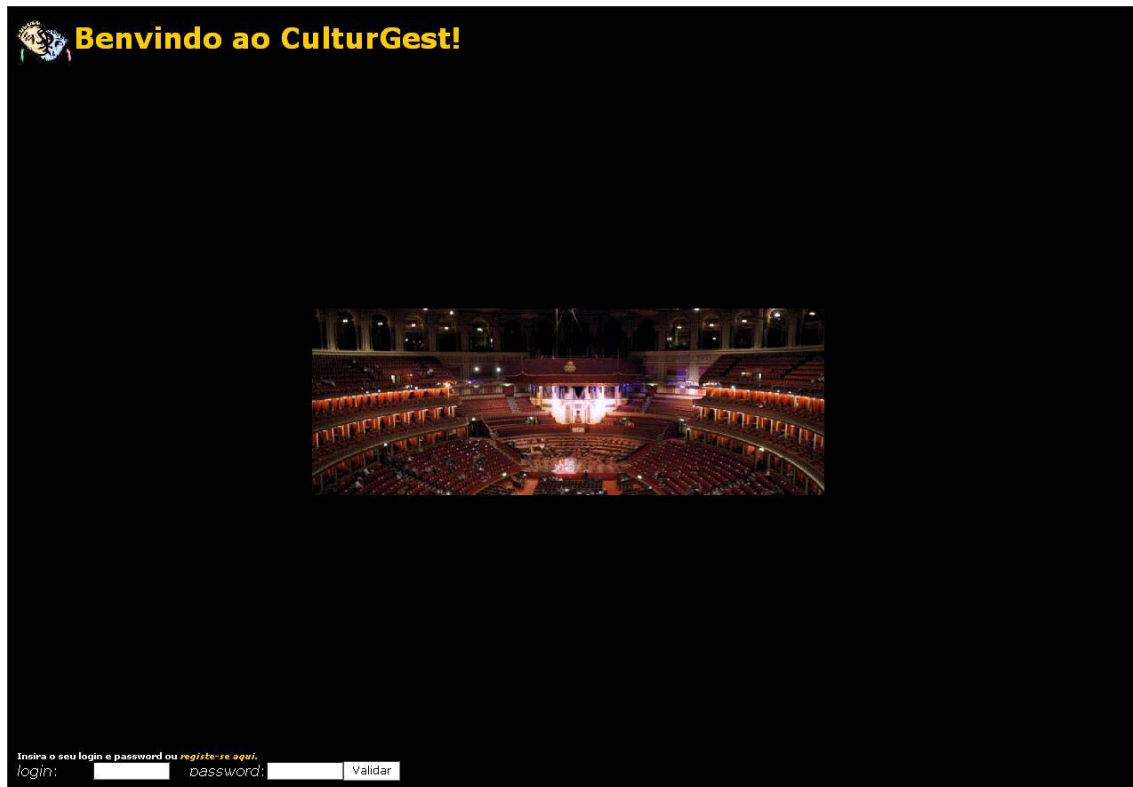 Benvindo ao CulturGest!
Insira o seu login e password ou registe-se aqui.
login: password: Validar